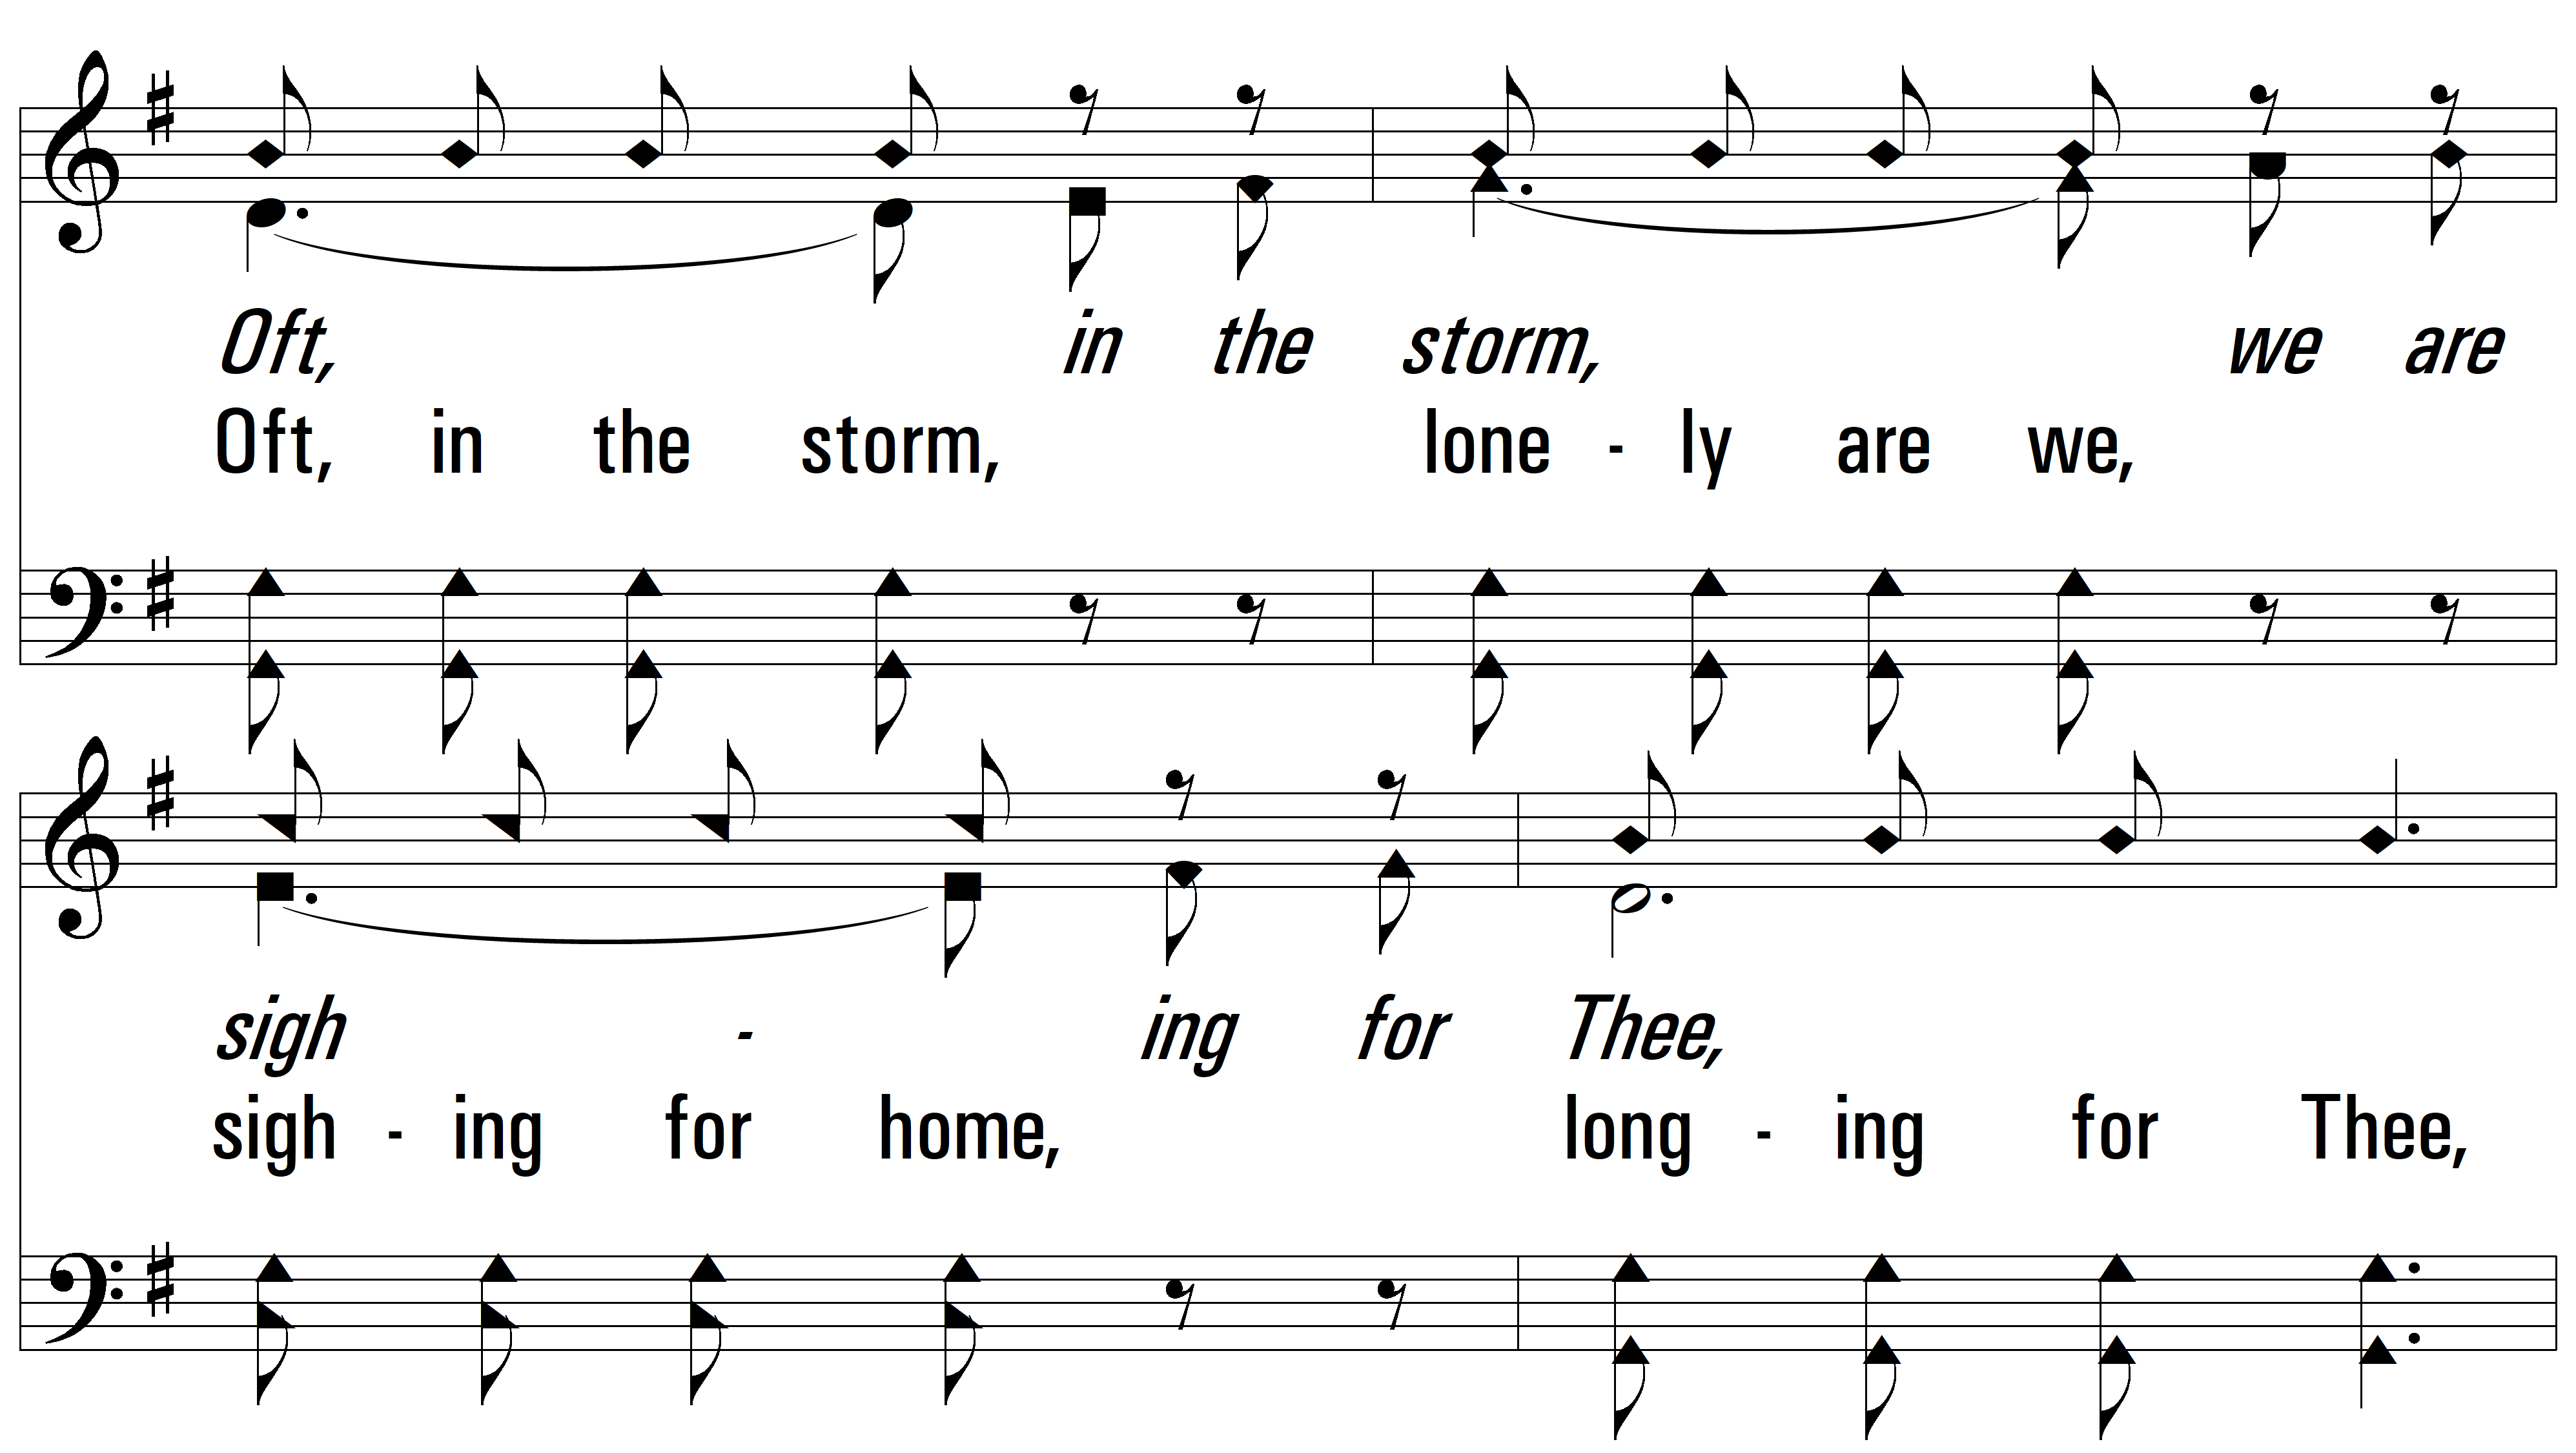 Oft, in the storm, we are
Oft, in the storm, lone - ly are we,
sigh - ing for Thee,
sigh - ing for home, long - ing for Thee,